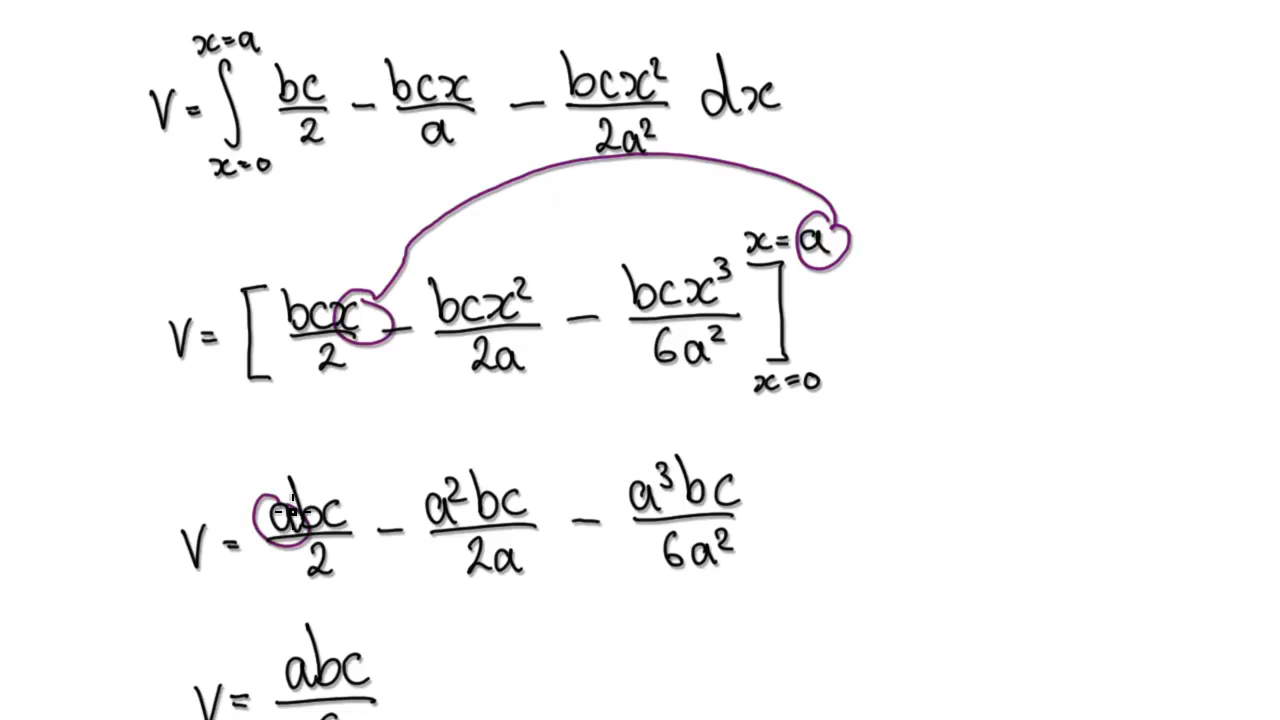 V = ∫_{x=0}^{x=a} bc/2 - bcx/a - bcx²/2a² dx
V = [ bcx/2 - bcx²/2a - bcx³/6a² ]_{x=0}^{x=a}
V = abc/2 - a²bc/2a - a³bc/6a²
V = abc